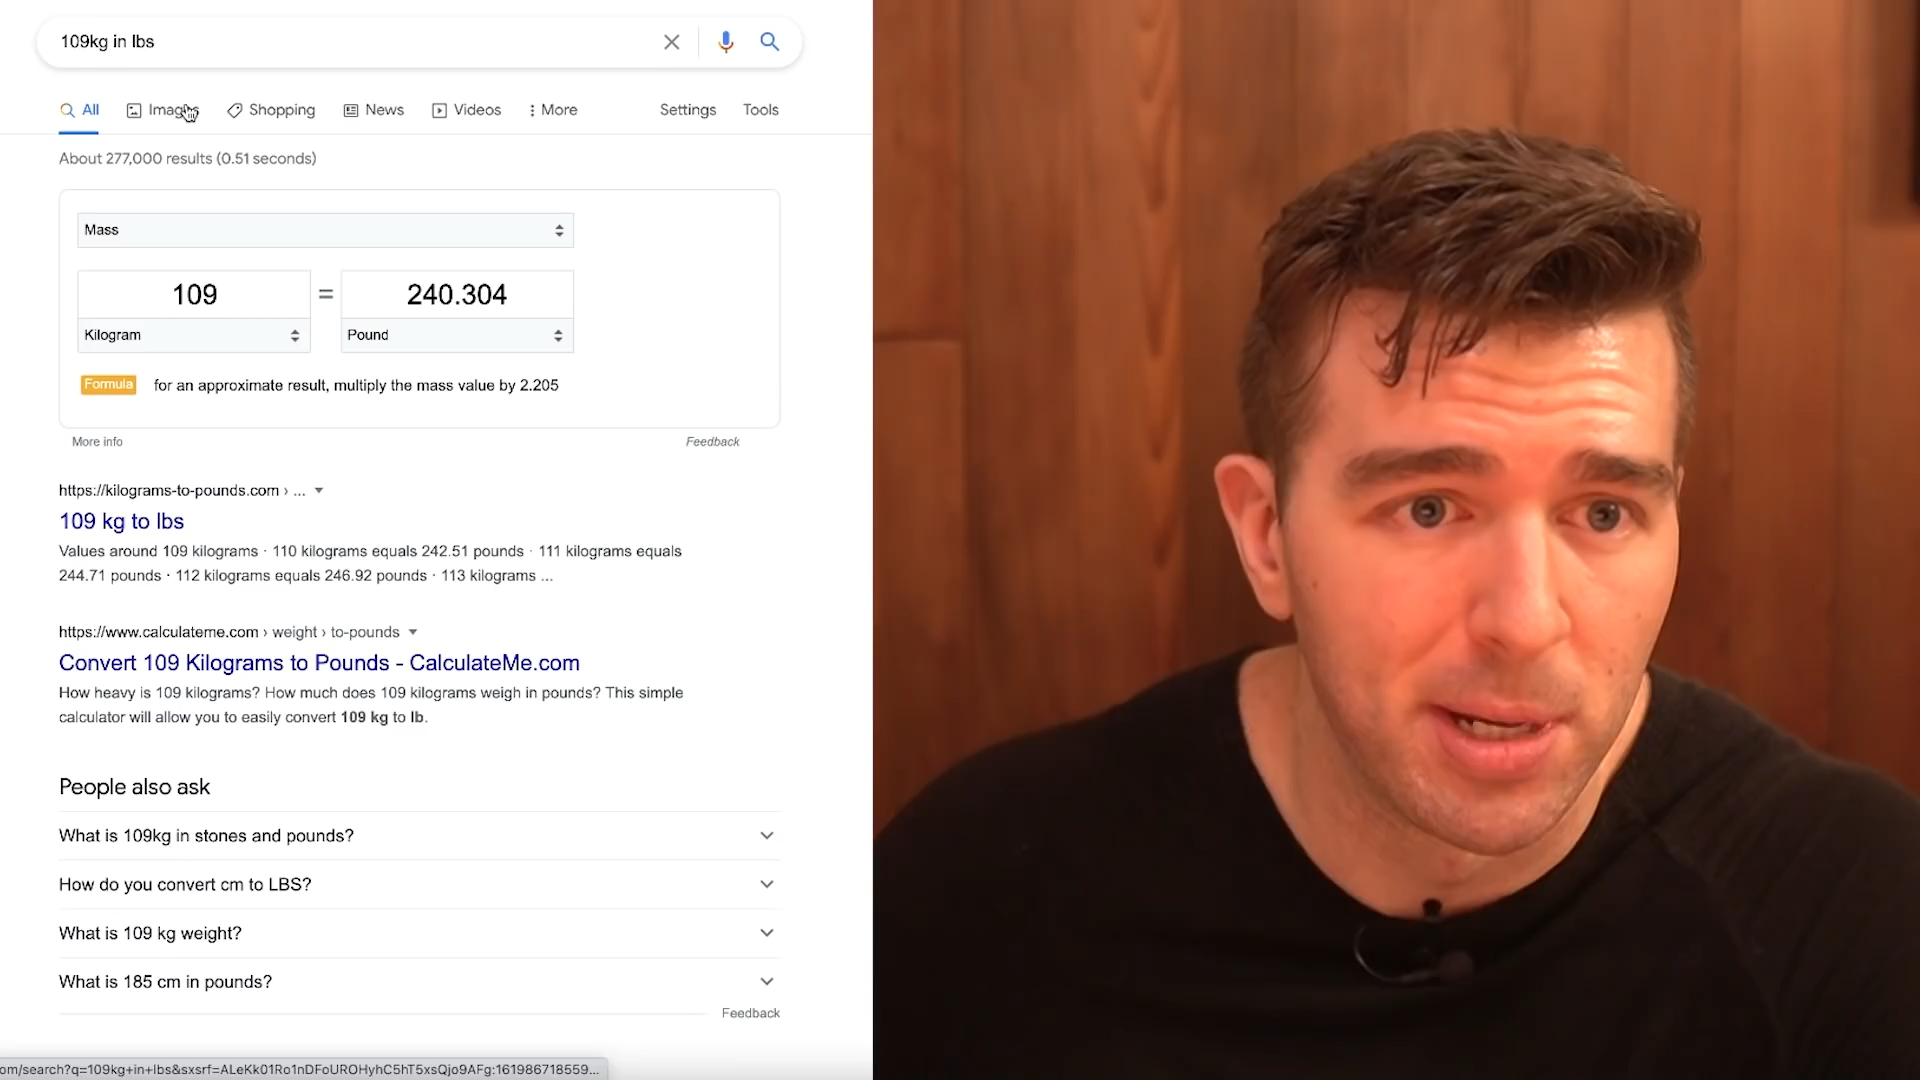 109kg in lbs
All Images Shopping News Videos More Settings Tools
About 277,000 results (0.51 seconds)
Mass
109 = 240.304
Kilogram Pound
Formula for an approximate result, multiply the mass value by 2.205
More info Feedback
https://kilograms-to-pounds.com › ...
109 kg to lbs
Values around 109 kilograms · 110 kilograms equals 242.51 pounds · 111 kilograms equals
244.71 pounds · 112 kilograms equals 246.92 pounds · 113 kilograms ...
https://www.calculateme.com › weight › to-pounds
Convert 109 Kilograms to Pounds - CalculateMe.com
How heavy is 109 kilograms? How much does 109 kilograms weigh in pounds? This simple
calculator will allow you to easily convert 109 kg to lb.
People also ask
What is 109kg in stones and pounds?
How do you convert cm to LBS?
What is 109 kg weight?
What is 185 cm in pounds?
Feedback
om/search?q=109kg+in+lbs&sxsrf=ALeKk01Ro1nDFoUROHyhC5hT5xsQjo9AFg:161986718559...